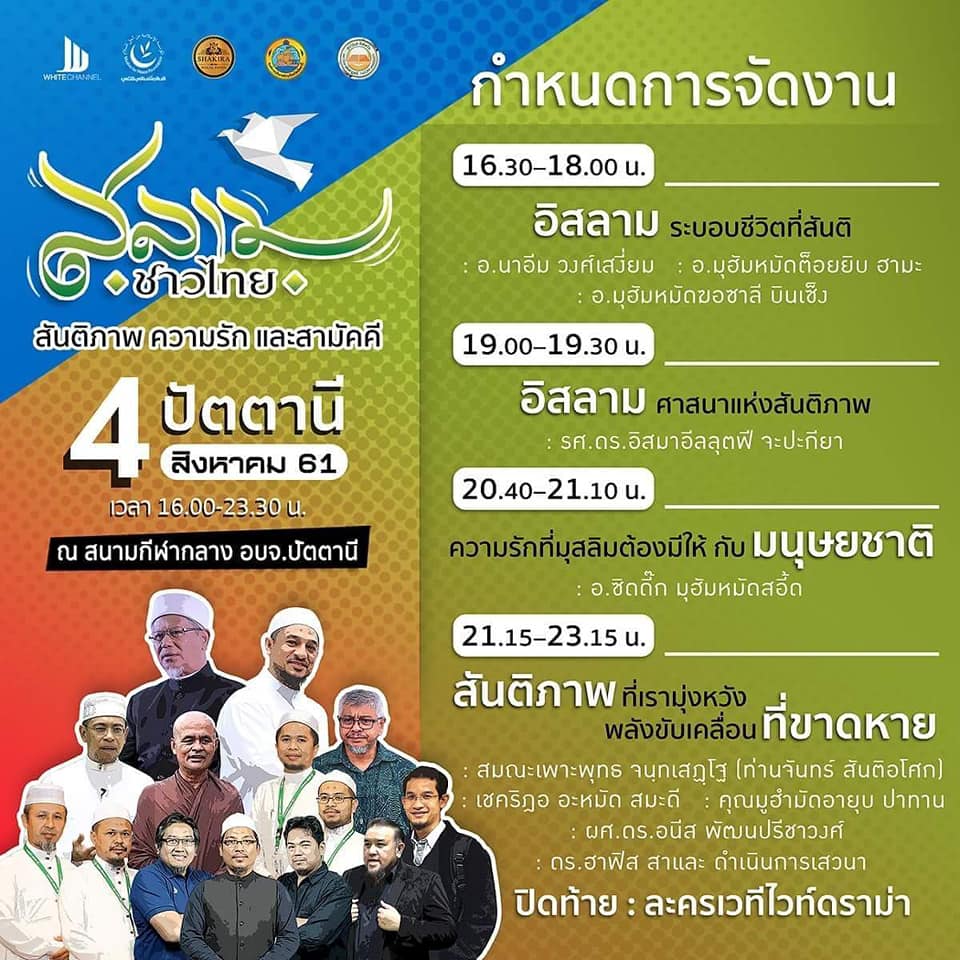 WHITECHANNEL
SHAKIRA
สลาม
ชาวไทย
สันติภาพ ความรัก และสามัคคี
4 ปัตตานี
สิงหาคม 61
เวลา 16.00-23.30 น.
ณ สนามกีฬากลาง อบจ.ปัตตานี
กำหนดการจัดงาน
16.30–18.00 น.
อิสลาม ระบอบชีวิตที่สันติ
: อ.นาอีม วงศ์เสงี่ยม : อ.มุฮัมหมัดต็อยยิบ ฮามะ
: อ.มุฮัมหมัดฆอซาลี บินเซ็ง
19.00–19.30 น.
อิสลาม ศาสนาแห่งสันติภาพ
: รศ.ดร.อิสมาอีลลุตฟี จะปะกียา
20.40–21.10 น.
ความรักที่มุสลิมต้องมีให้ กับ มนุษยชาติ
: อ.ซิดดี๊ก มุฮัมหมัดสอี๊ด
21.15–23.15 น.
สันติภาพ ที่เรามุ่งหวัง
พลังขับเคลื่อน ที่ขาดหาย
: สมณะเพาะพุทธ จนฺทเสฏฺโฐ (ท่านจันทร์ สันติอโศก)
: เชคริฎอ อะหมัด สมะดี : คุณมูฮำมัดอายุบ ปาทาน
: ผศ.ดร.อนีส พัฒนปรีชาวงศ์
: ดร.ฮาฟิส สาและ ดำเนินการเสวนา
ปิดท้าย : ละครเวทีไวท์ดราม่า